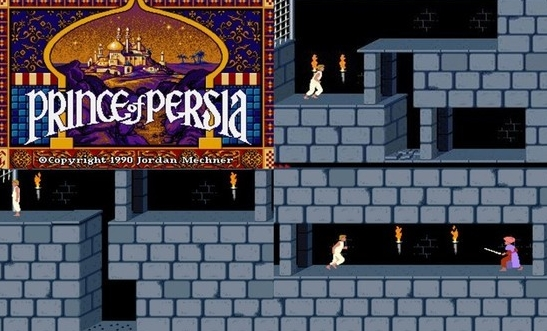 PRINCE of PERSIA
©Copyright 1990 Jordan Mechner